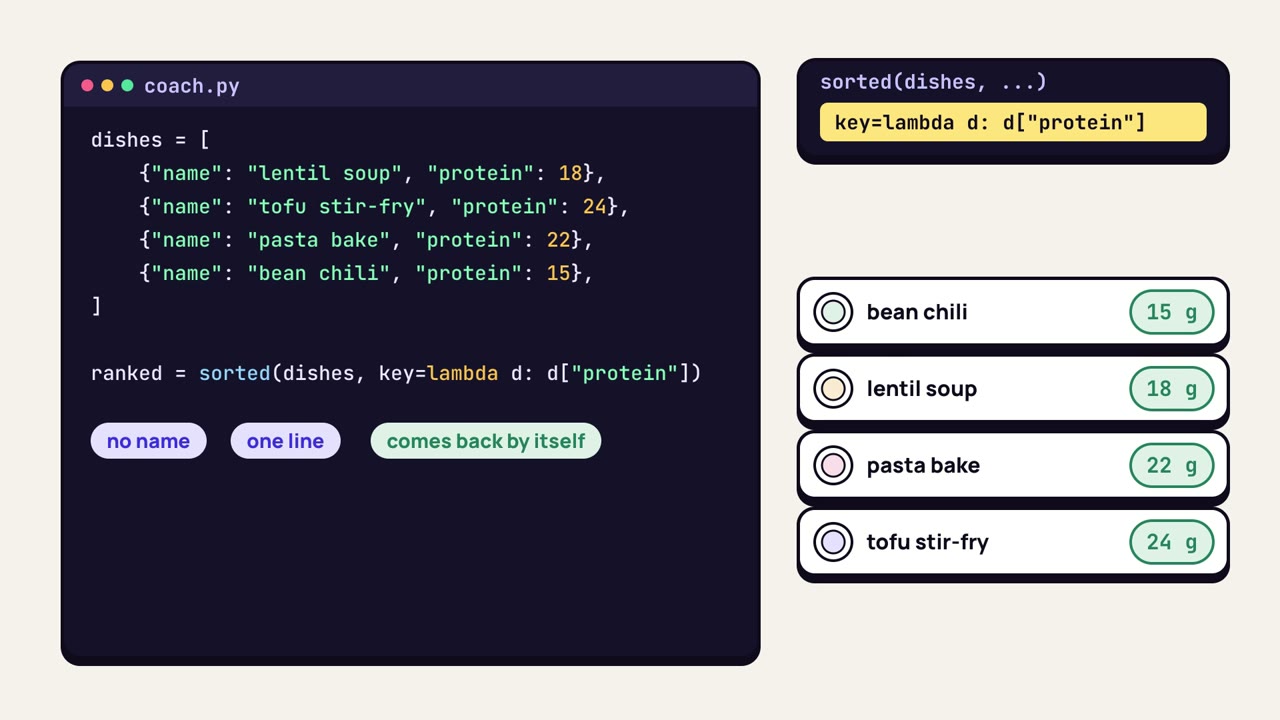 coach.py
dishes = [
    {"name": "lentil soup", "protein": 18},
    {"name": "tofu stir-fry", "protein": 24},
    {"name": "pasta bake", "protein": 22},
    {"name": "bean chili", "protein": 15},
]
ranked = sorted(dishes, key=lambda d: d["protein"])
no name one line comes back by itself
sorted(dishes, ...)
key=lambda d: d["protein"]
bean chili 15 g
lentil soup 18 g
pasta bake 22 g
tofu stir-fry 24 g